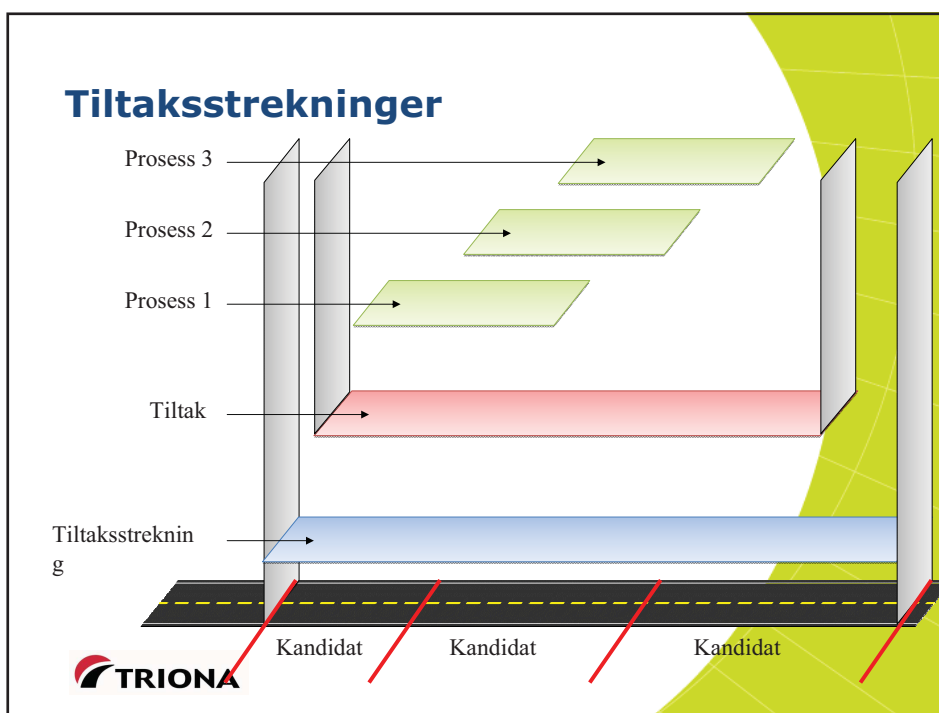 Tiltaksstrekninger
Prosess 3
Prosess 2
Prosess 1
Tiltak
Tiltaksstreknin
g
Kandidat Kandidat Kandidat
TRIONA